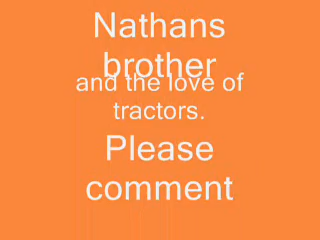 Nathans
brother
and the love of
tractors.
Please
comment